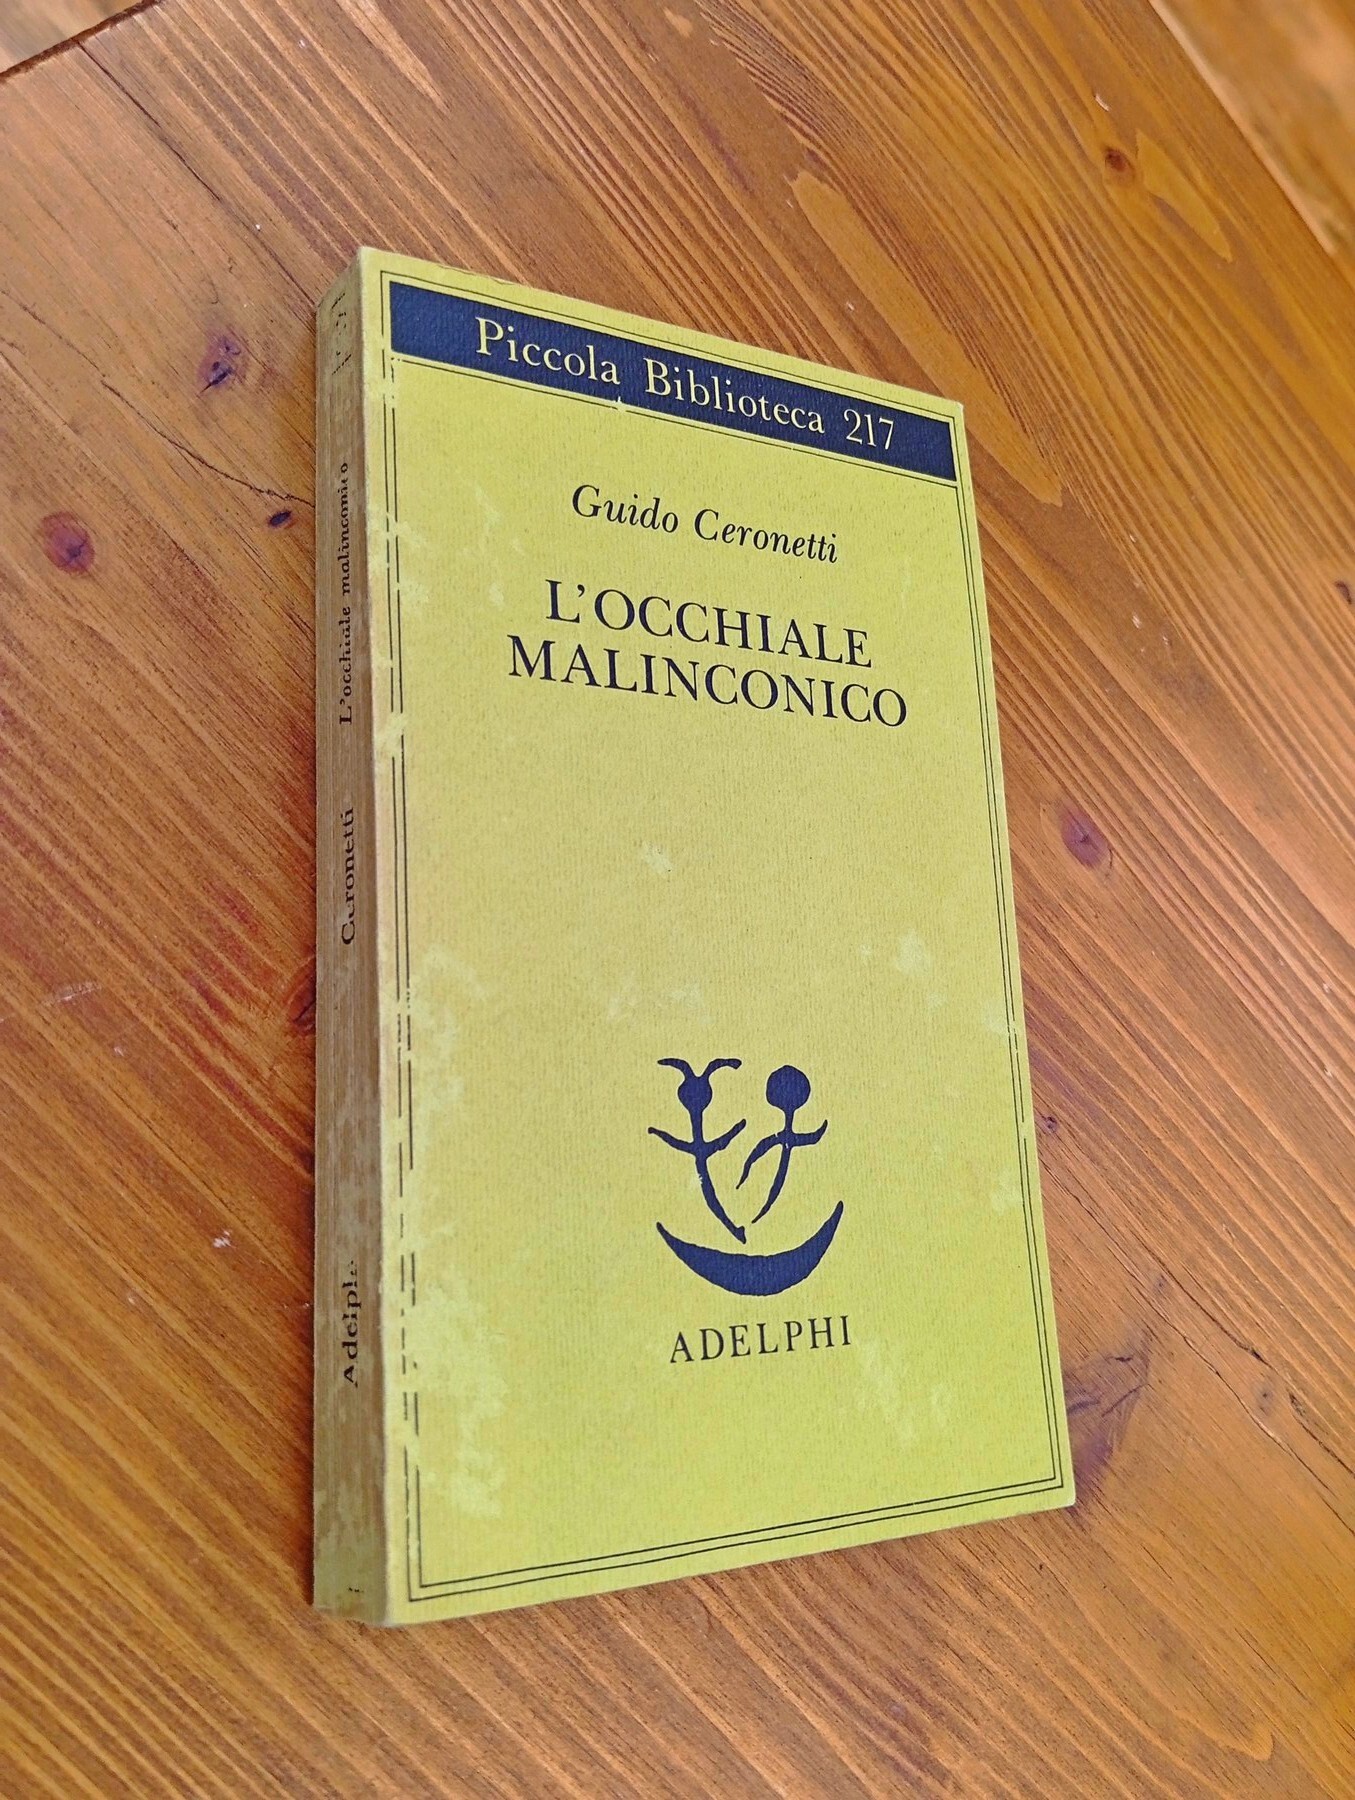 Piccola Biblioteca 217
Guido Ceronetti
L'OCCHIALE
MALINCONICO
ADELPHI
Adelphi Ceronetti L'occhiale malinconico